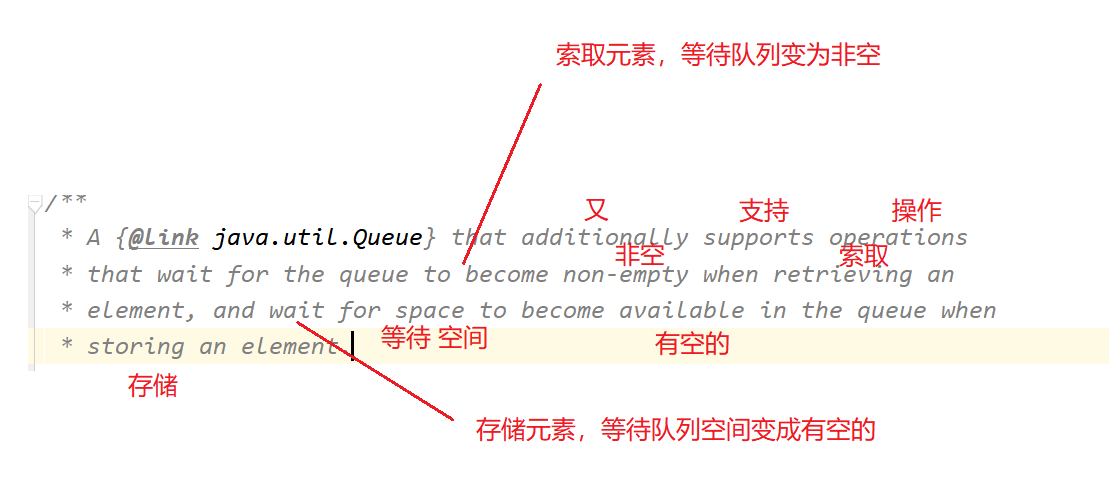 索取元素，等待队列变为非空
/**
又 支持 操作
* A {@link java.util.Queue} that additionally supports operations
非空 索取
* that wait for the queue to become non-empty when retrieving an
* element, and wait for space to become available in the queue when
等待 空间 有空的
* storing an element.
存储
存储元素，等待队列空间变成有空的